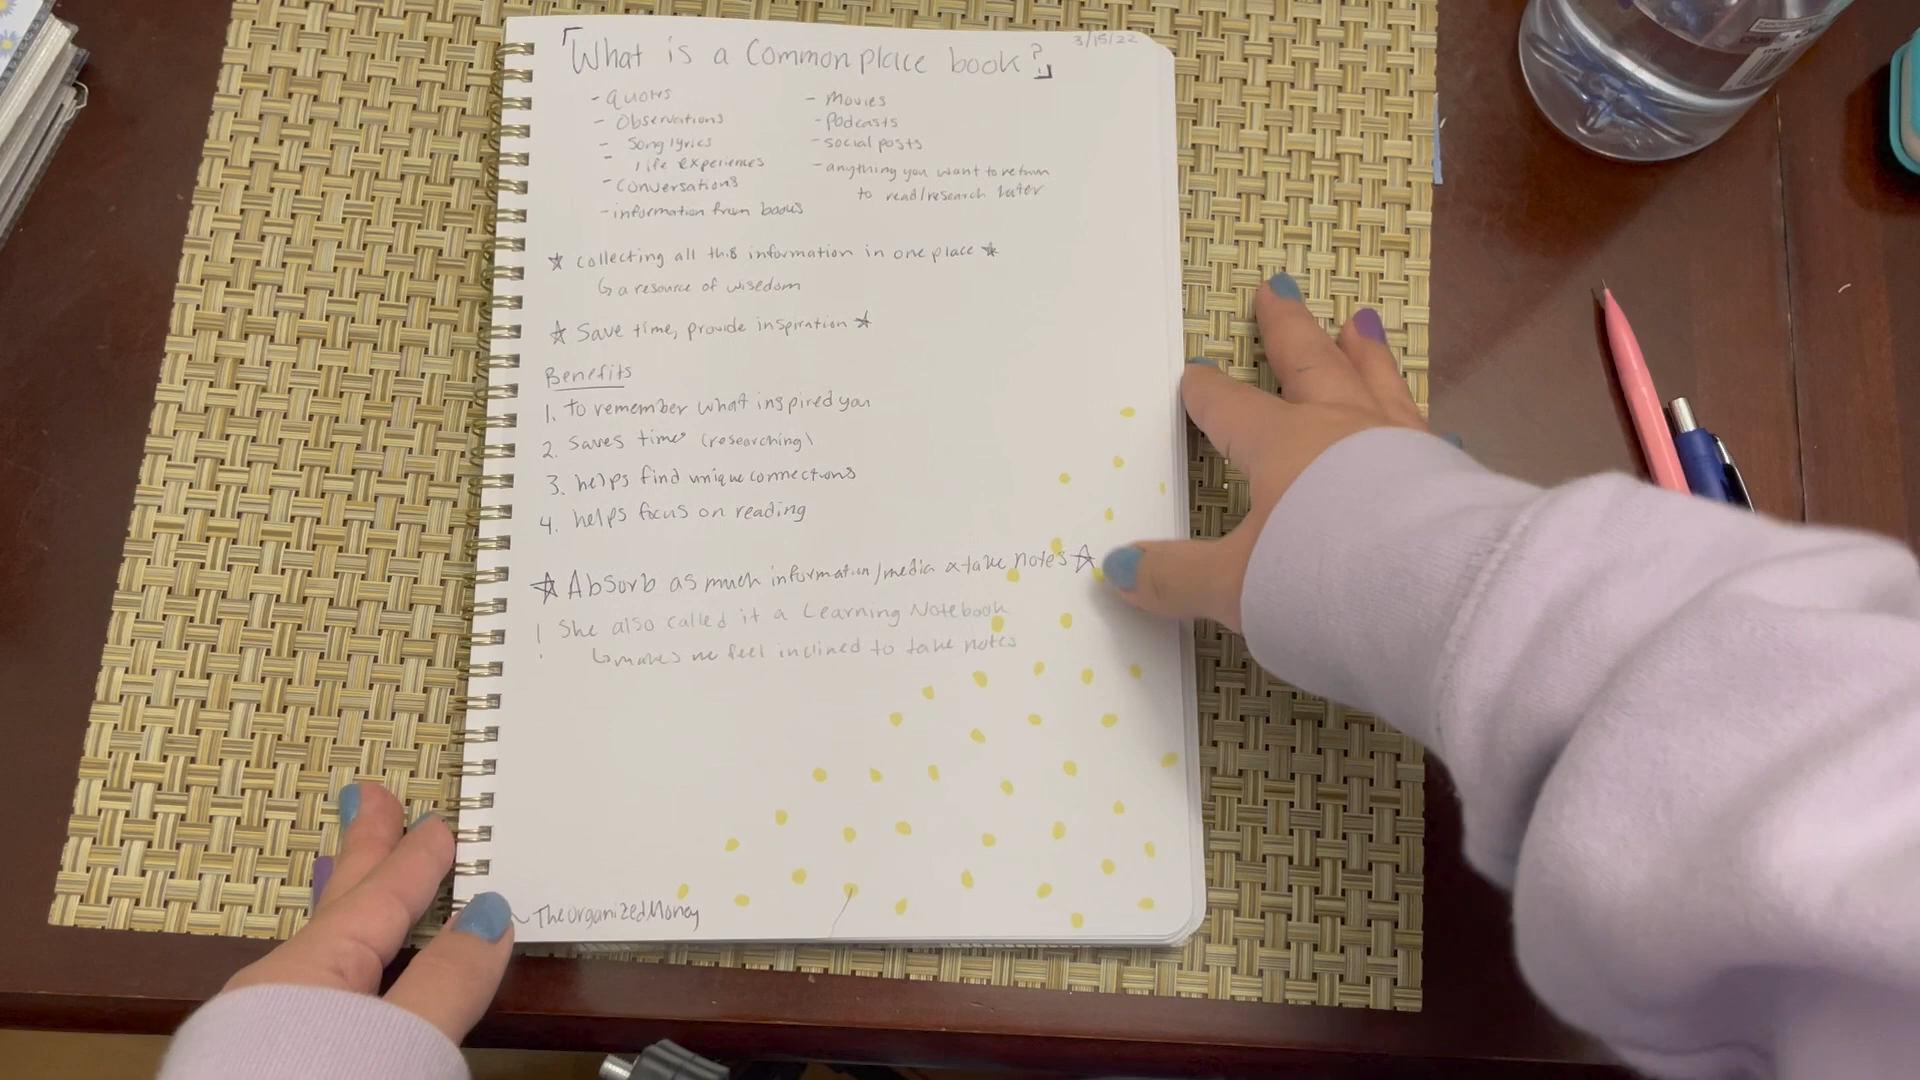 3/15/22
「What is a Common place book?」
- quotes
- Observations
- Song lyrics
- life experiences
- Conversations
- information from books
- Movies
- Podcasts
- social posts
- anything you want to return
to read/research later
☆ collecting all this information in one place ☆
↳ a resource of wisedom
☆ Save time, provide inspiration ☆
Benefits
1. to remember what inspired you
2. saves time (researching)
3. helps find unique connections
4. helps focus on reading
☆ Absorb as much information/media & take notes ☆
! She also called it a Learning Notebook
↳ makes me feel inclined to take notes
~TheOrganizedMoney